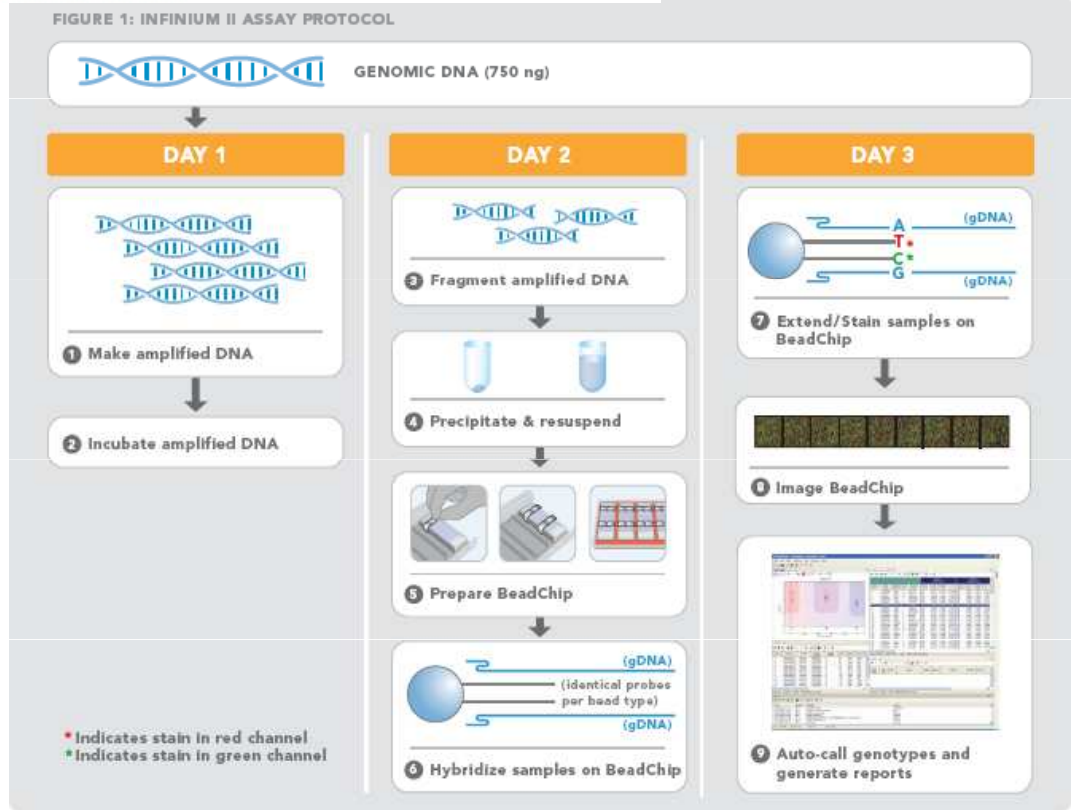 FIGURE 1: INFINIUM II ASSAY PROTOCOL
GENOMIC DNA (750 ng)
DAY 1
1 Make amplified DNA
2 Incubate amplified DNA
* Indicates stain in red channel
* Indicates stain in green channel
DAY 2
3 Fragment amplified DNA
4 Precipitate & resuspend
5 Prepare BeadChip
(gDNA)
(identical probes
per bead type)
(gDNA)
6 Hybridize samples on BeadChip
DAY 3
A (gDNA)
T*
C*
G (gDNA)
7 Extend/Stain samples on
BeadChip
8 Image BeadChip
9 Auto-call genotypes and
generate reports